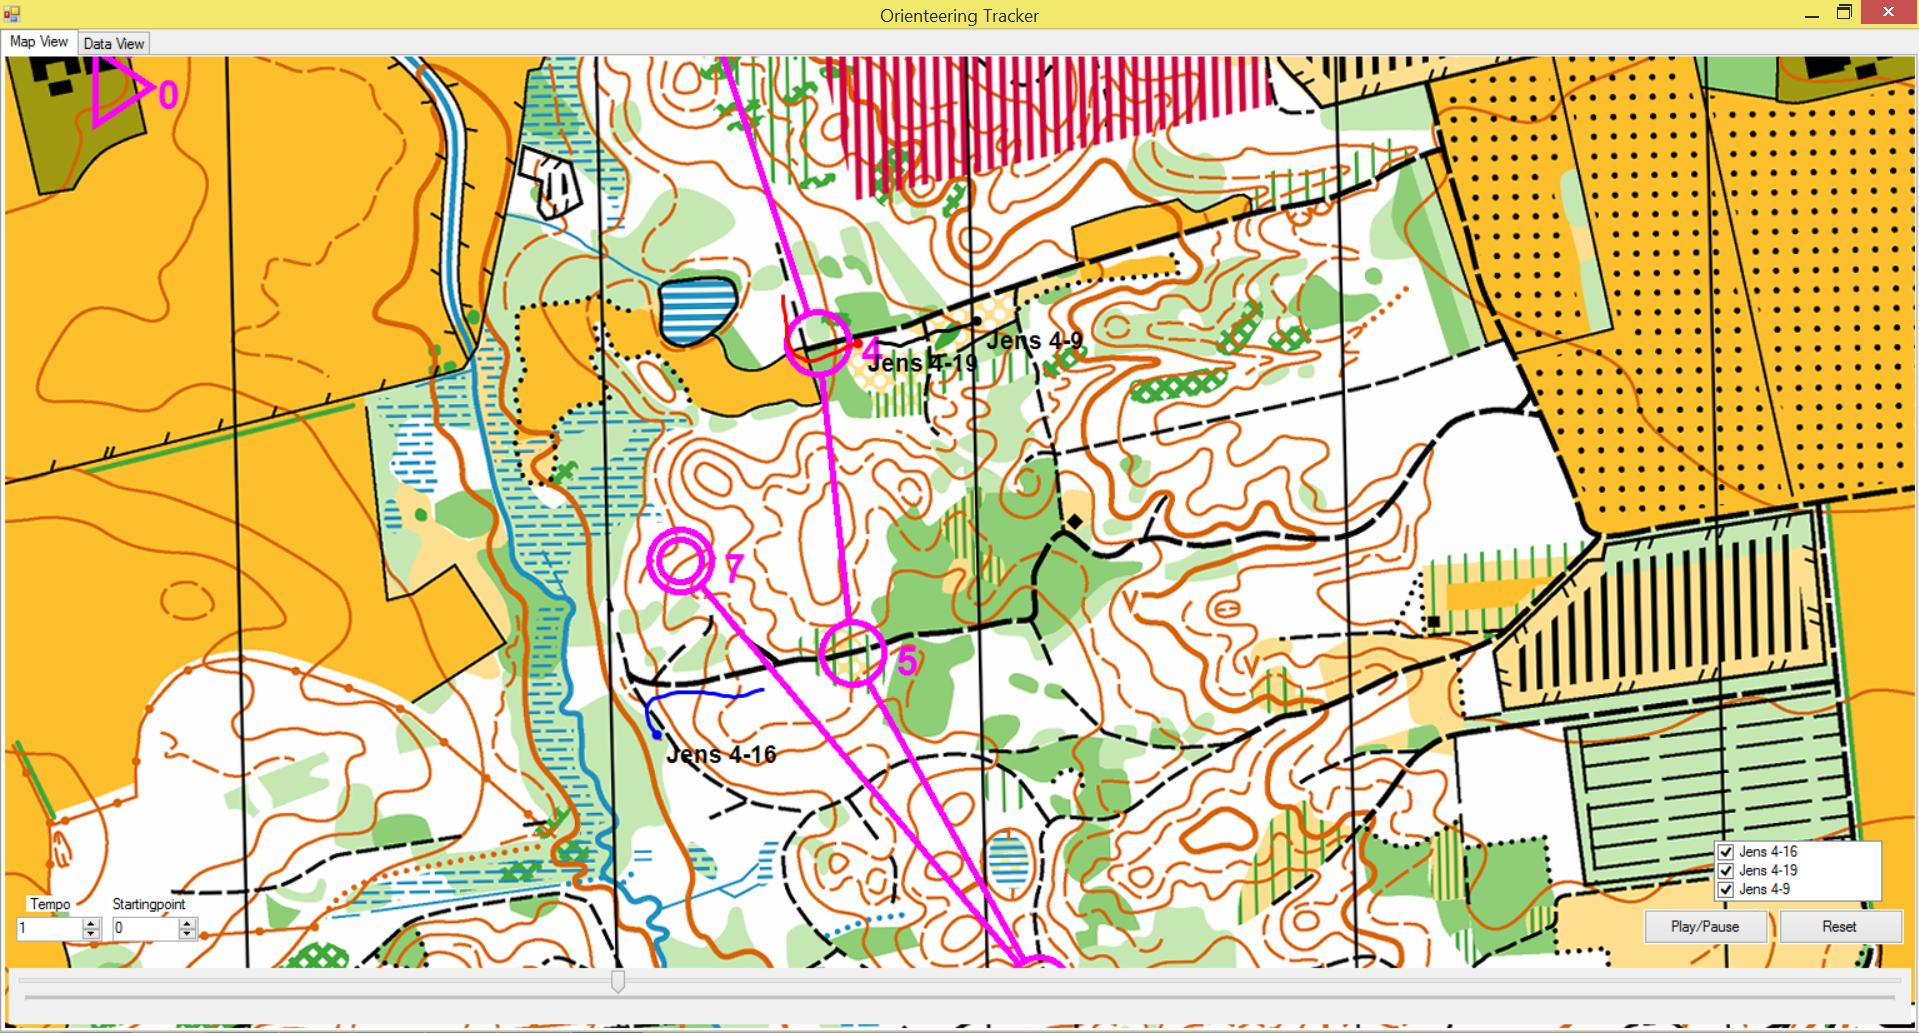 Orienteering Tracker
Map View
Data View
0
4
Jens 4-9
Jens 4-19
7
5
Jens 4-16
Jens 4-16
Jens 4-19
Jens 4-9
Tempo
Startingpoint
1
0
Play/Pause
Reset